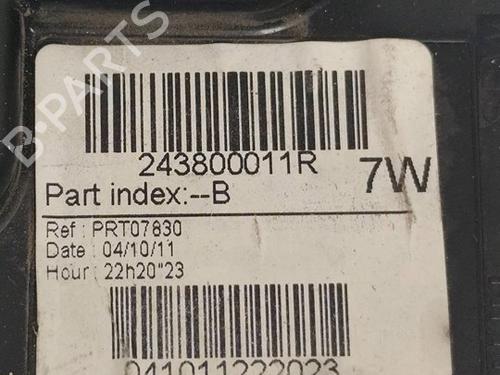 B-PARTS
243800011R
7W
Part index:--B
Ref : PRT07830
Date : 04/10/11
Hour : 22h20"23
041011222023